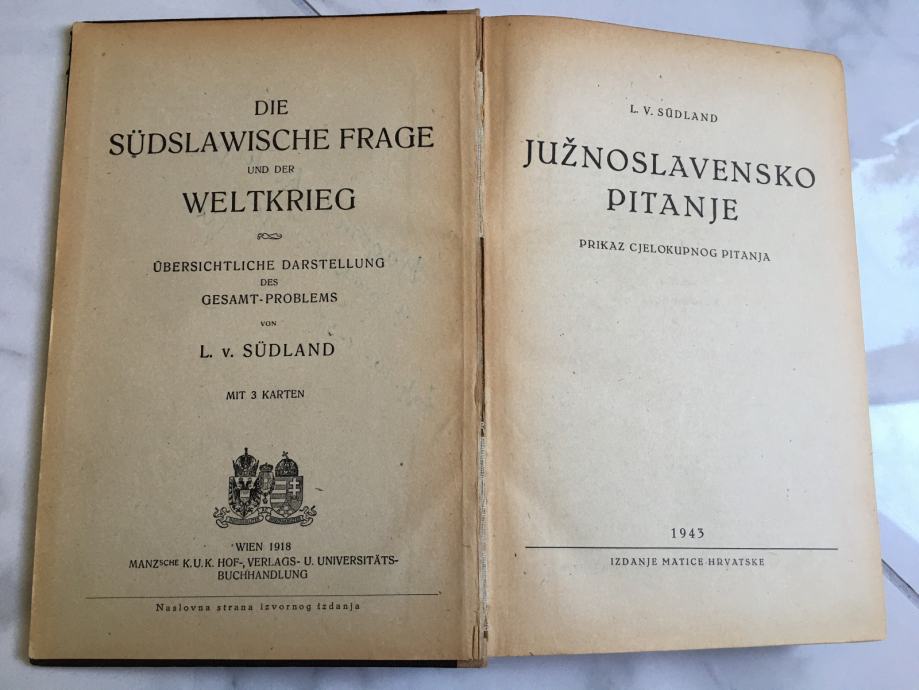 DIE
SÜDSLAWISCHE FRAGE
UND DER
WELTKRIEG
ÜBERSICHTLICHE DARSTELLUNG
DES
GESAMT-PROBLEMS
VON
L. v. SÜDLAND
MIT 3 KARTEN
WIEN 1918
MANZSCHE K.U.K. HOF-, VERLAGS- U. UNIVERSITÄTS-
BUCHHANDLUNG
Naslovna strana izvornog izdanja
L. V. SÜDLAND
JUŽNOSLAVENSKO
PITANJE
PRIKAZ CJELOKUPNOG PITANJA
1943
IZDANJE MATICE HRVATSKE